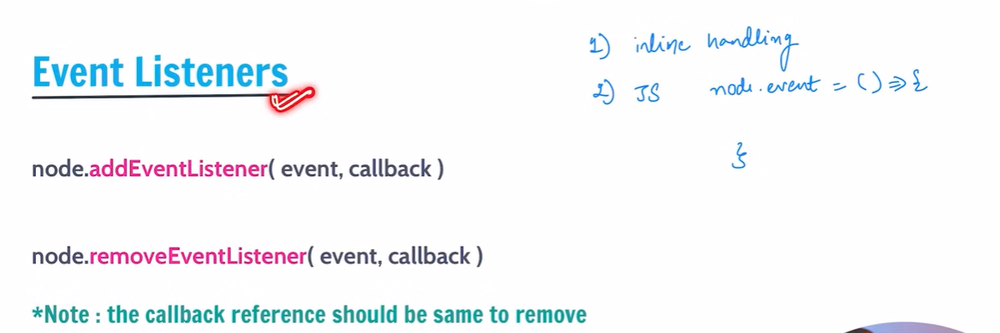 Event Listeners
1) inline handling
2) JS node.event = () => {
}
node.addEventListener( event, callback )
node.removeEventListener( event, callback )
*Note : the callback reference should be same to remove